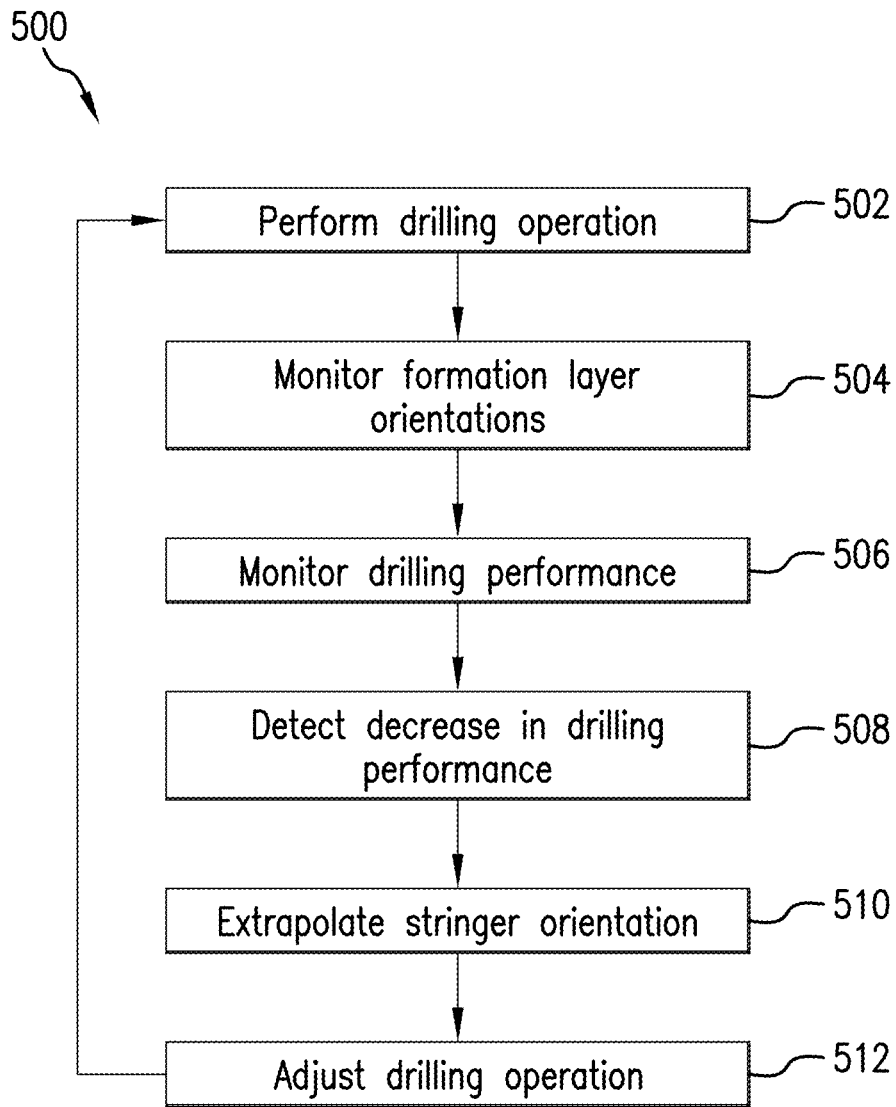 500
Perform drilling operation
502
Monitor formation layer
orientations
504
Monitor drilling performance
506
Detect decrease in drilling
performance
508
Extrapolate stringer orientation
510
Adjust drilling operation
512